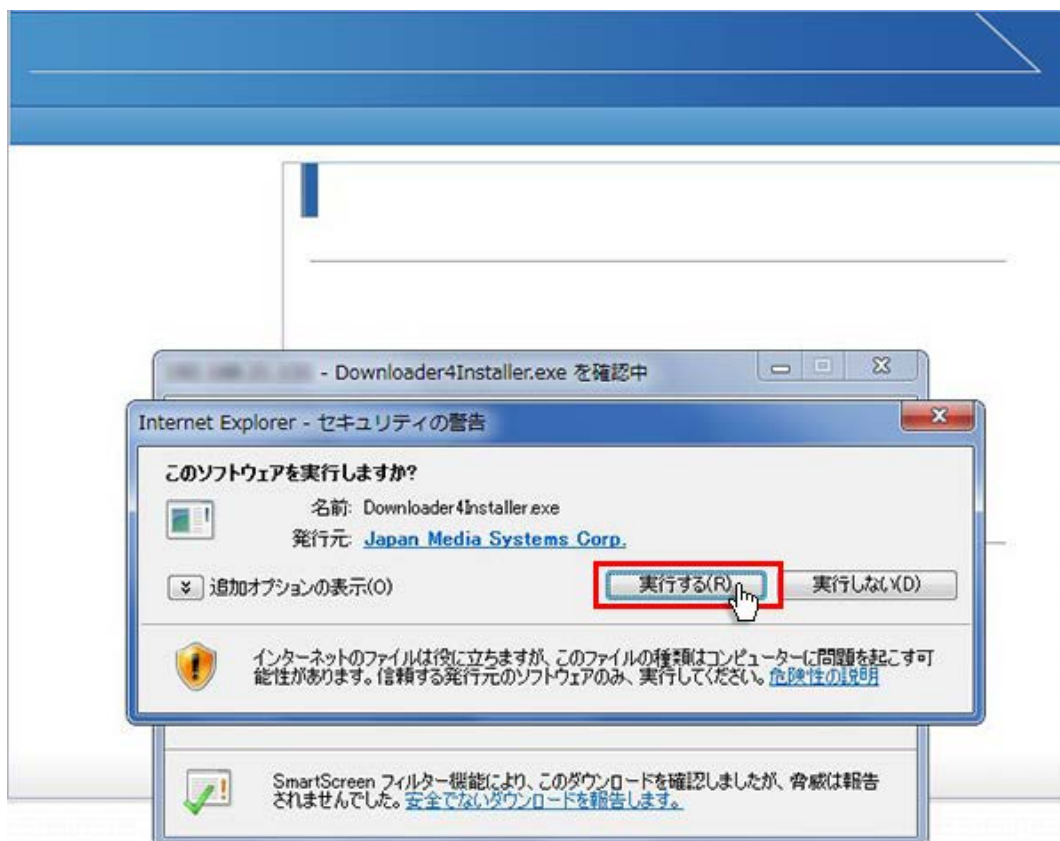 - Downloader4Installer.exe を確認中
Internet Explorer - セキュリティの警告
このソフトウェアを実行しますか?
名前: Downloader4Installer.exe
発行元: Japan Media Systems Corp.
追加オプションの表示(O)
実行する(R)
実行しない(D)
インターネットのファイルは役に立ちますが、このファイルの種類はコンピューターに問題を起こす可
能性があります。信頼する発行元のソフトウェアのみ、実行してください。危険性の説明
SmartScreen フィルター機能により、このダウンロードを確認しましたが、脅威は報告
されませんでした。安全でないダウンロードを報告します。